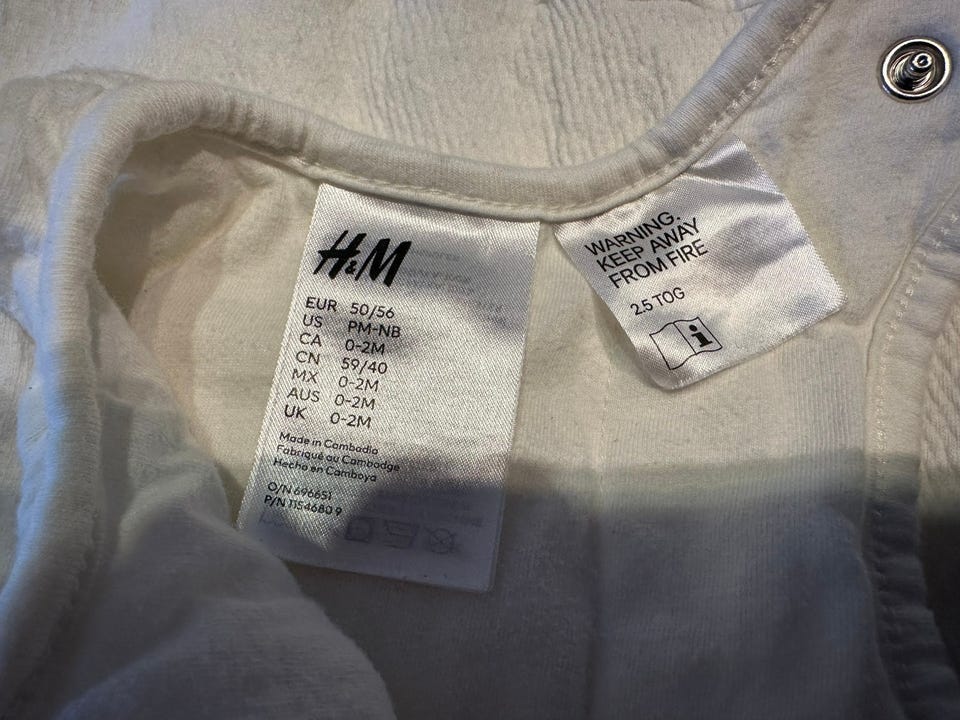 H&M
EUR 50/56
US PM-NB
CA 0-2M
CN 59/40
MX 0-2M
AUS 0-2M
UK 0-2M
Made in Cambodia
Fabriqué au Cambodge
Hecho en Camboya
O/N 696651
P/N 1154680 9
WARNING.
KEEP AWAY
FROM FIRE
2.5 TOG
i